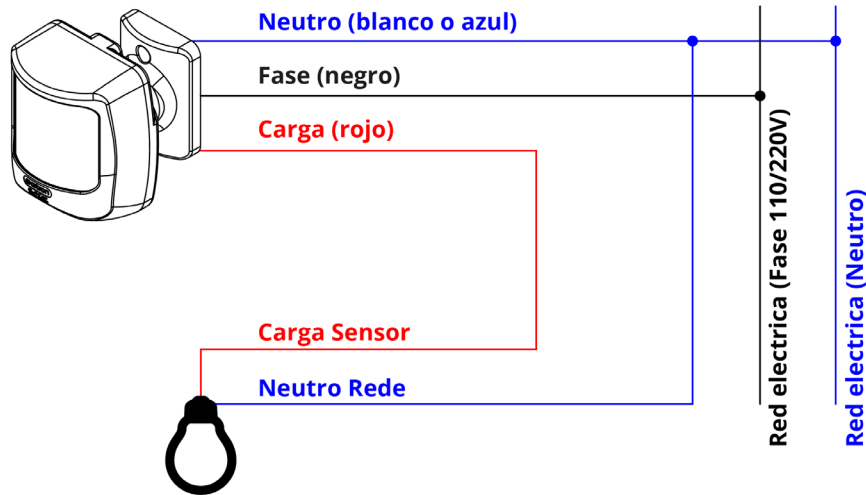 Neutro (blanco o azul)
Fase (negro)
Carga (rojo)
Carga Sensor
Neutro Rede
Red electrica (Fase 110/220V)
Red electrica (Neutro)